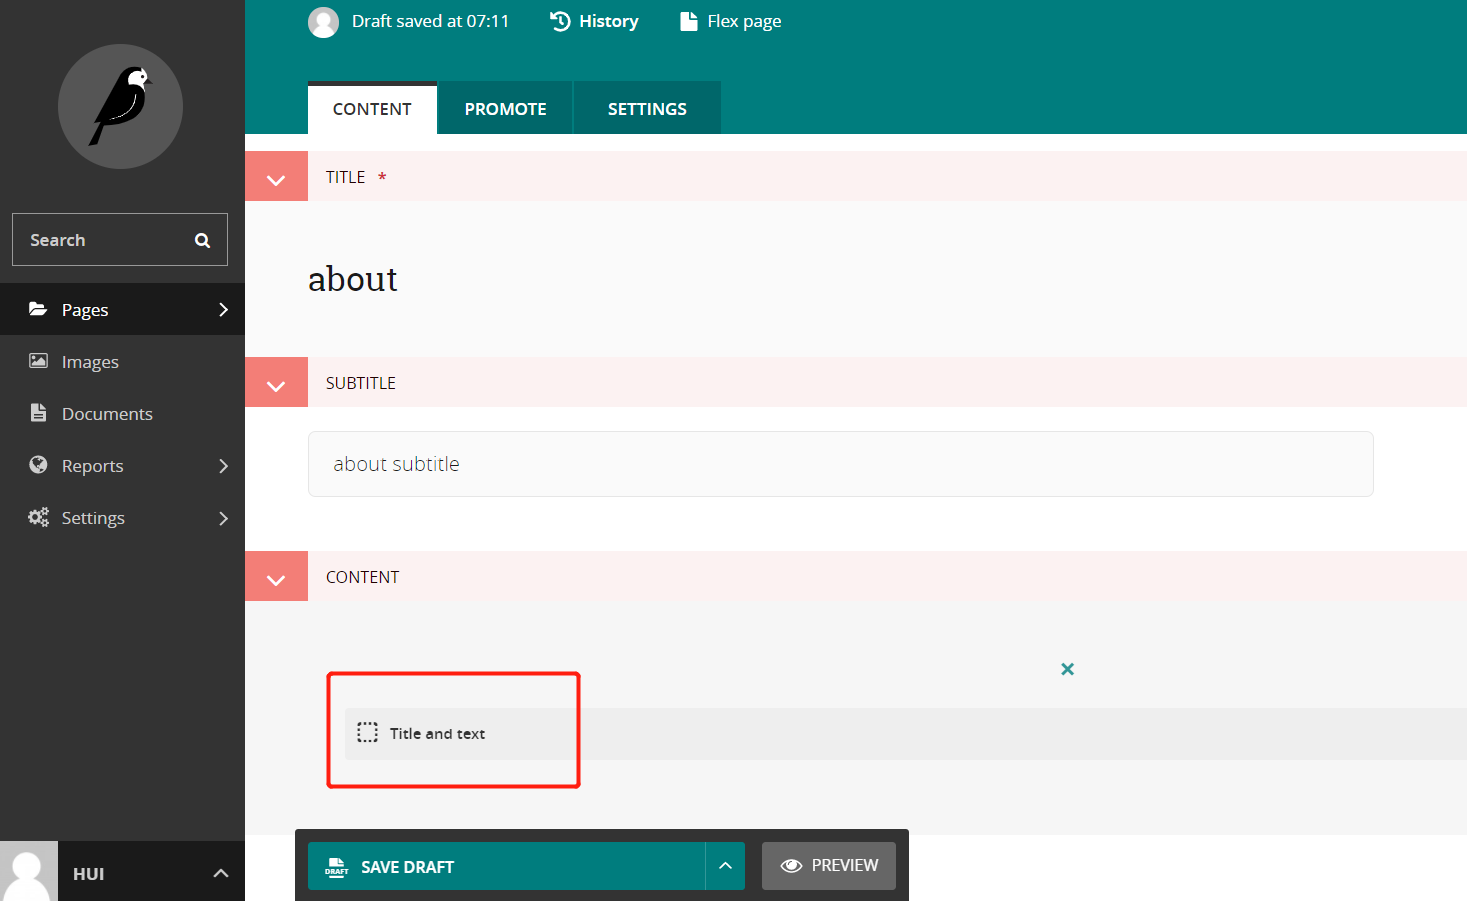 Draft saved at 07:11 History Flex page
CONTENT PROMOTE SETTINGS
Search
Pages
Images
Documents
Reports
Settings
HUI
TITLE *
about
SUBTITLE
about subtitle
CONTENT
Title and text
DRAFT SAVE DRAFT PREVIEW